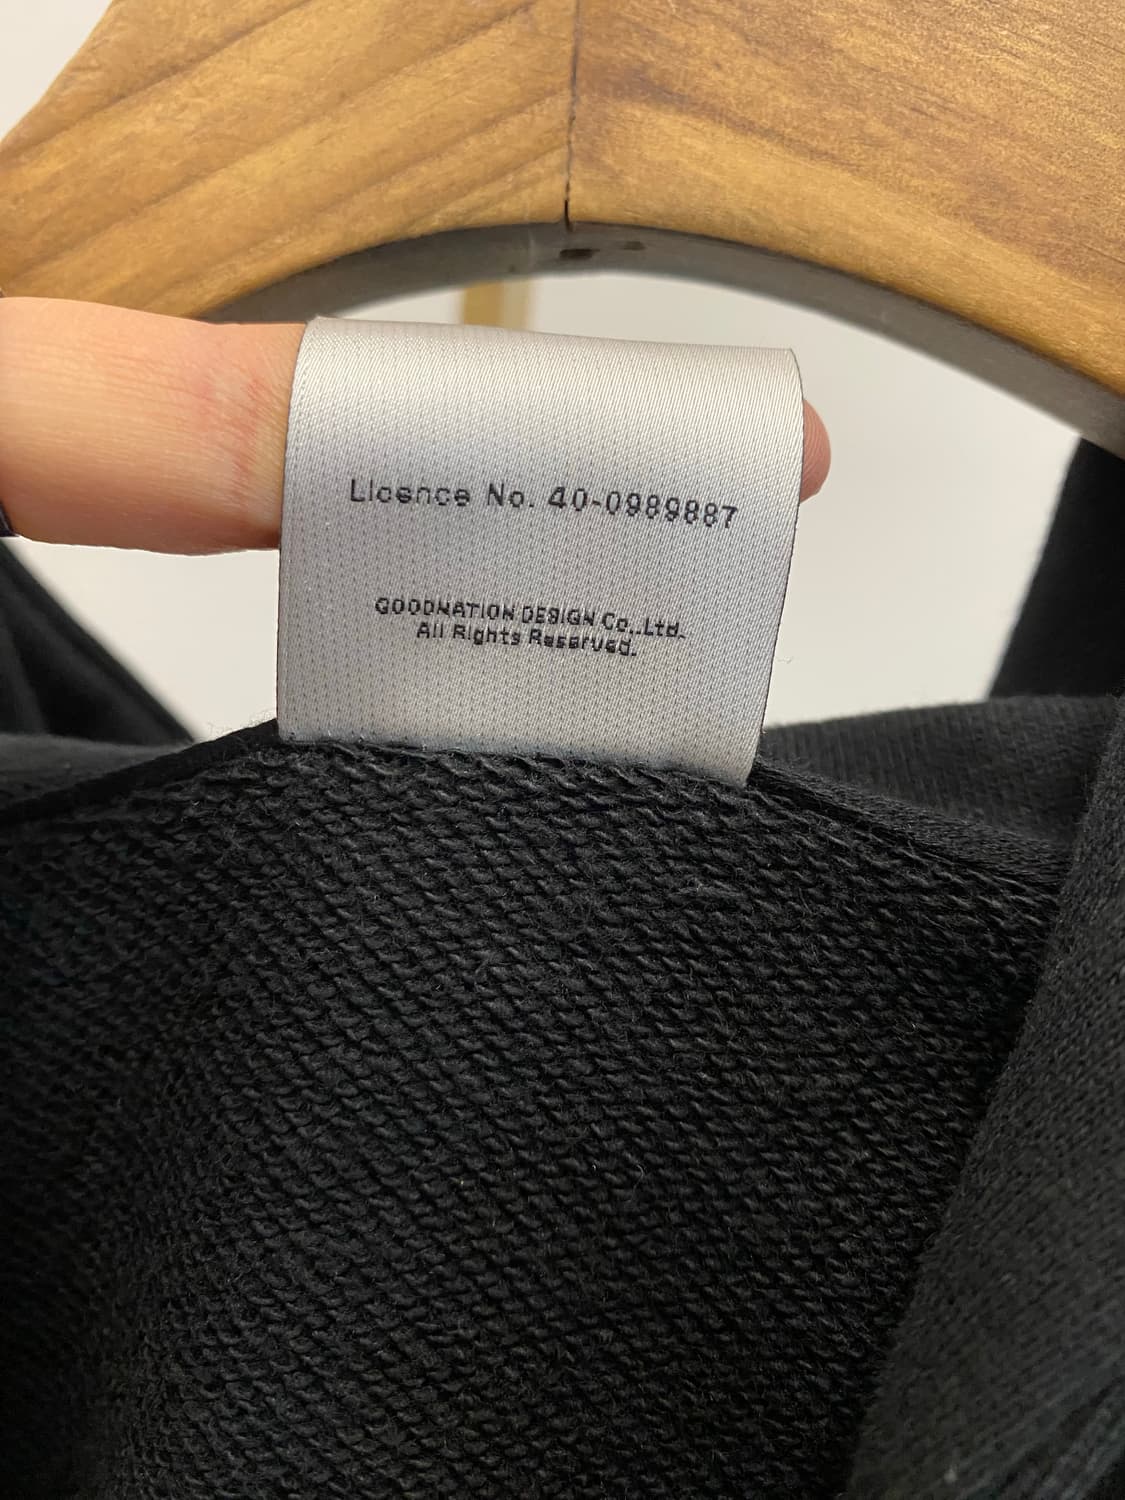 Licence No. 40-0989887
GOODNATION DESIGN Co.,Ltd.
All Rights Reserved.